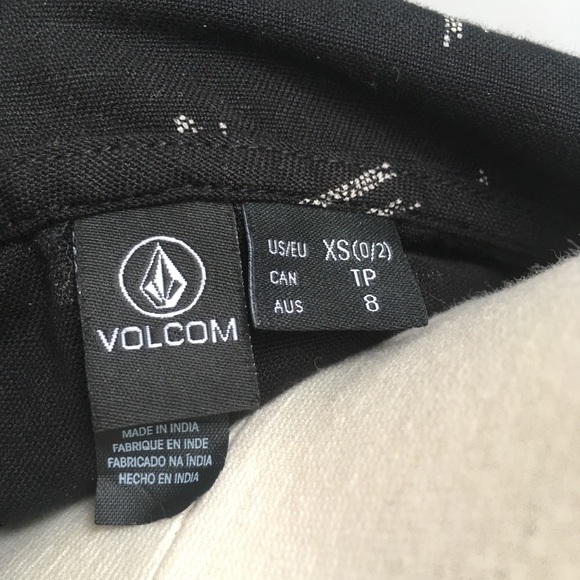 VOLCOM
US/EU XS(0/2)
CAN TP
AUS 8
MADE IN INDIA
FABRIQUE EN INDE
FABRICADO NA ÍNDIA
HECHO EN INDIA